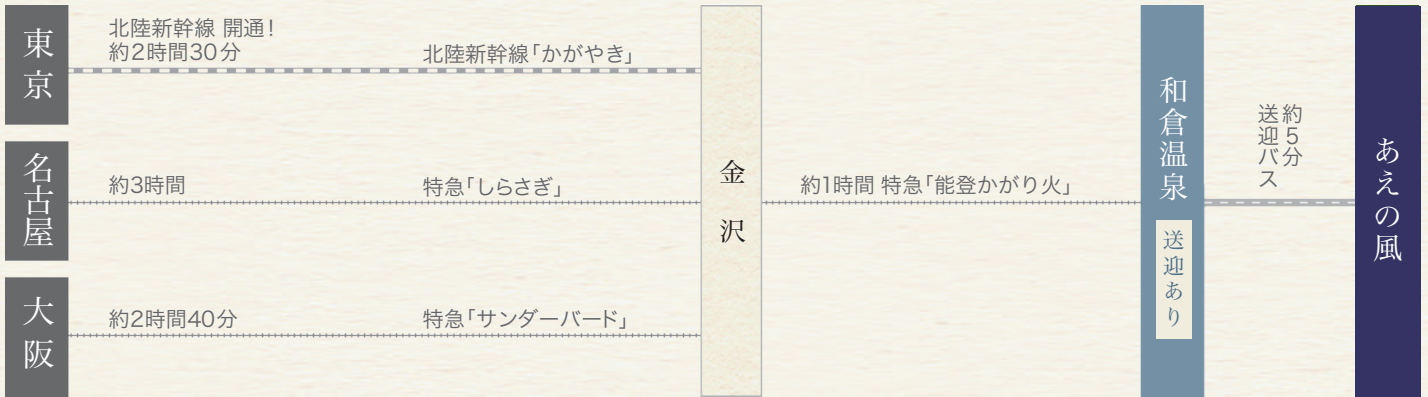 東京
北陸新幹線 開通!
約2時間30分
北陸新幹線「かがやき」
名古屋
約3時間
特急「しらさぎ」
大阪
約2時間40分
特急「サンダーバード」
金沢
約1時間 特急「能登かがり火」
和倉温泉
送迎あり
約5分
送迎バス
あえの風